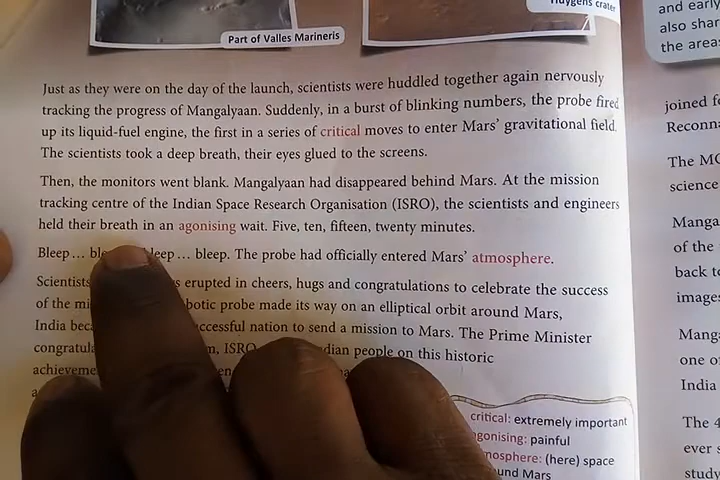 Part of Valles Marineris
Huygens crater
and early
also shar
the area
Just as they were on the day of the launch, scientists were huddled together again nervously
tracking the progress of Mangalyaan. Suddenly, in a burst of blinking numbers, the probe fired
up its liquid-fuel engine, the first in a series of critical moves to enter Mars' gravitational field.
The scientists took a deep breath, their eyes glued to the screens.
Then, the monitors went blank. Mangalyaan had disappeared behind Mars. At the mission
tracking centre of the Indian Space Research Organisation (ISRO), the scientists and engineers
held their breath in an agonising wait. Five, ten, fifteen, twenty minutes.
Bleep... ble leep... bleep. The probe had officially entered Mars' atmosphere.
Scientists erupted in cheers, hugs and congratulations to celebrate the success
of the mi botic probe made its way on an elliptical orbit around Mars,
India beca ccessful nation to send a mission to Mars. The Prime Minister
congratula ISRO dian people on this historic
achieveme
critical: extremely important
gonising: painful
nosphere: (here) space
und Mars
joined f
Reconn
The MO
science
Manga
of the
back to
images
Manga
one o
India
The 4
ever s
study